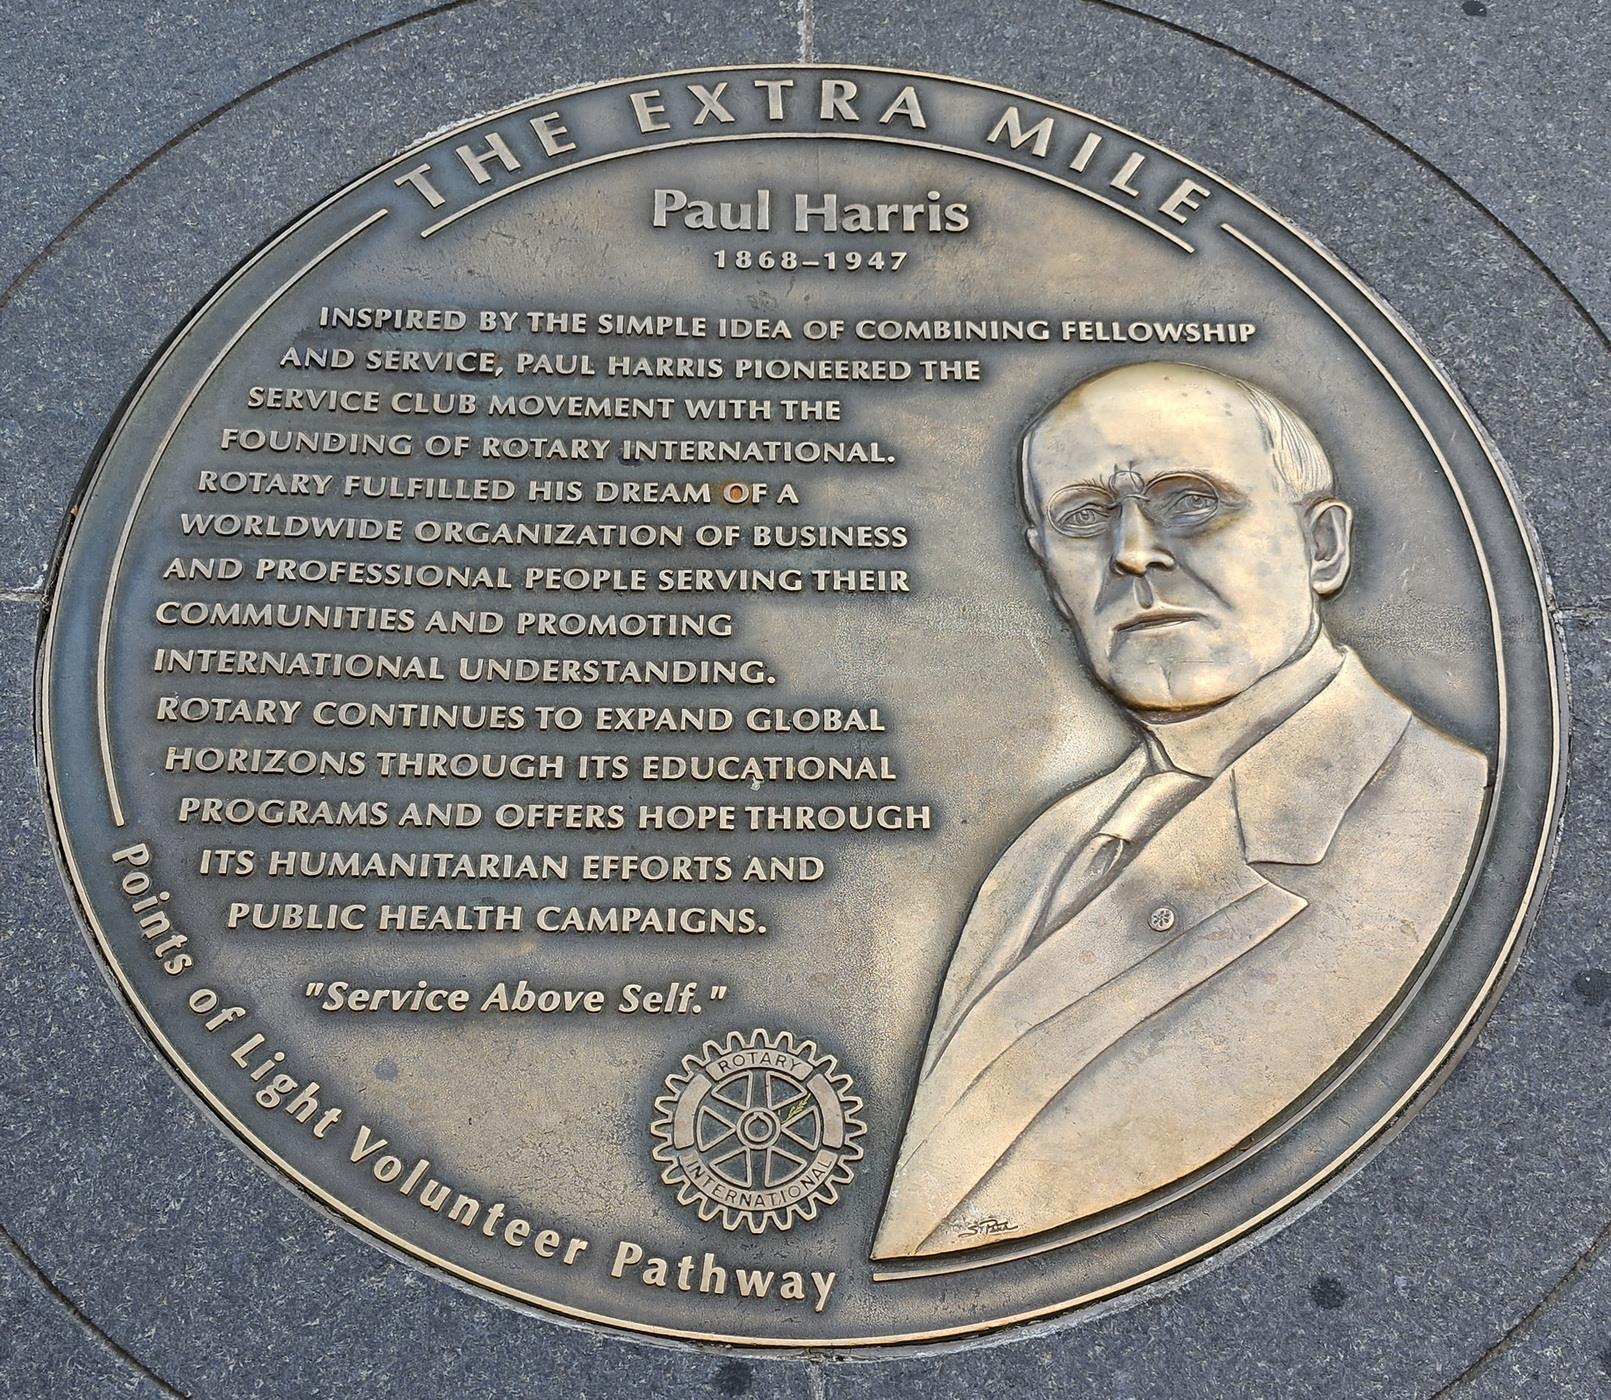 THE EXTRA MILE
Paul Harris
1868–1947
INSPIRED BY THE SIMPLE IDEA OF COMBINING FELLOWSHIP
AND SERVICE, PAUL HARRIS PIONEERED THE
SERVICE CLUB MOVEMENT WITH THE
FOUNDING OF ROTARY INTERNATIONAL.
ROTARY FULFILLED HIS DREAM OF A
WORLDWIDE ORGANIZATION OF BUSINESS
AND PROFESSIONAL PEOPLE SERVING THEIR
COMMUNITIES AND PROMOTING
INTERNATIONAL UNDERSTANDING.
ROTARY CONTINUES TO EXPAND GLOBAL
HORIZONS THROUGH ITS EDUCATIONAL
PROGRAMS AND OFFERS HOPE THROUGH
ITS HUMANITARIAN EFFORTS AND
PUBLIC HEALTH CAMPAIGNS.
"Service Above Self."
ROTARY
INTERNATIONAL
Points of Light Volunteer Pathway